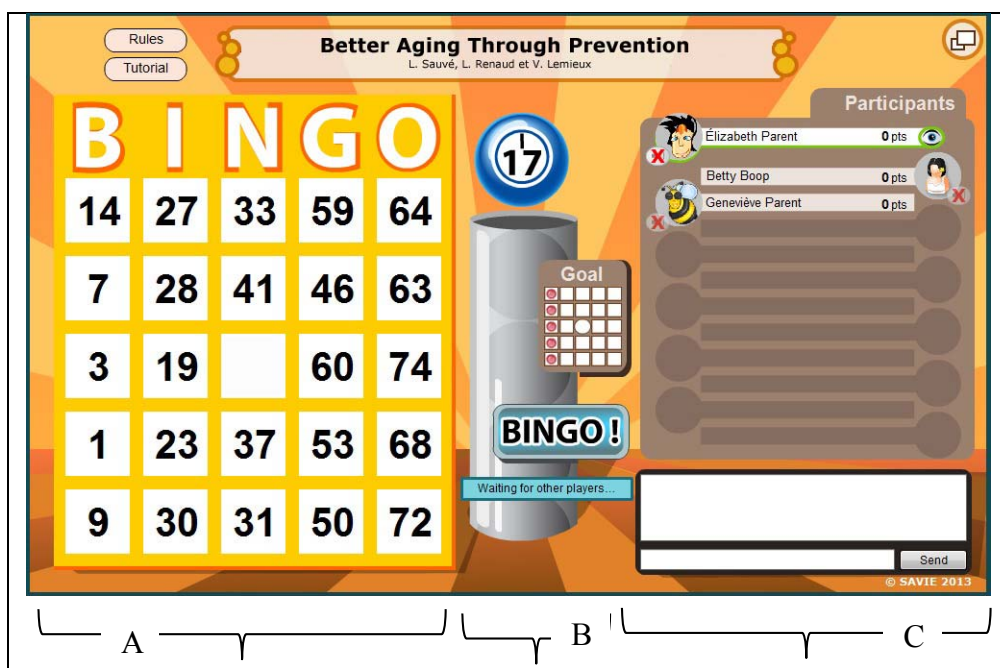 Rules
Tutorial
Better Aging Through Prevention
L. Sauvé, L. Renaud et V. Lemieux
B I N G O
14 27 33 59 64
7 28 41 46 63
3 19 60 74
1 23 37 53 68
9 30 31 50 72
I
17
Goal
BINGO !
Waiting for other players...
Participants
X
Élizabeth Parent 0 pts
Betty Boop 0 pts
X
Geneviève Parent 0 pts
X
Send
© SAVIE 2013
A B C